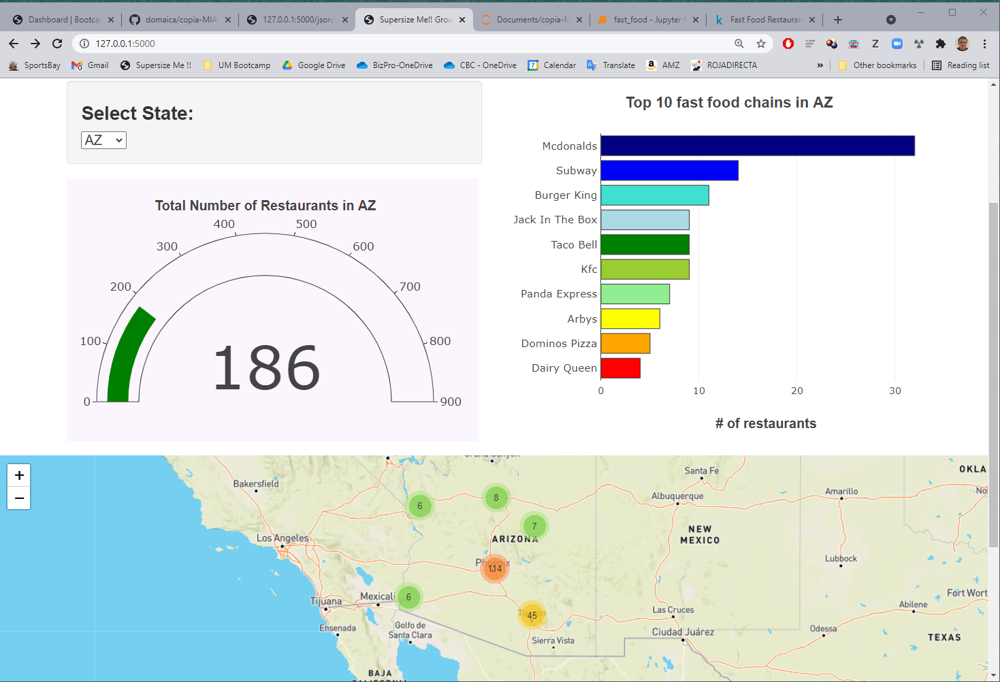 Dashboard | Bootcar
domaica/copia-MIA
127.0.0.1:5000/json/
Supersize Me!! Grou
Documents/copia-M
fast_food - Jupyter
Fast Food Restauran
127.0.0.1:5000
SportsBay
Gmail
Supersize Me !!
UM Bootcamp
Google Drive
BizPro-OneDrive
CBC - OneDrive
7
Calendar
Translate
AMZ
ROJADIRECTA
»
Other bookmarks
Reading list
Select State:
AZ
Total Number of Restaurants in AZ
0
100
200
300
400
500
600
700
800
900
186
Top 10 fast food chains in AZ
Mcdonalds
Subway
Burger King
Jack In The Box
Taco Bell
Kfc
Panda Express
Arbys
Dominos Pizza
Dairy Queen
0 10 20 30
# of restaurants
+
−
Grand Canyon
Bakersfield
Santa Fe
OKLA
Albuquerque
Amarillo
6
8
7
Los Angeles
ARIZONA
NEW
MEXICO
Phoenix
114
Lubbock
Tijuana
Mexicali
6
Fort Wort
Abilene
Tucson
45
Las Cruces
Ensenada
Golfo de
Santa Clara
Sierra Vista
Ciudad Juárez
Odessa
TEXAS
BAJA
CALIFORNIA